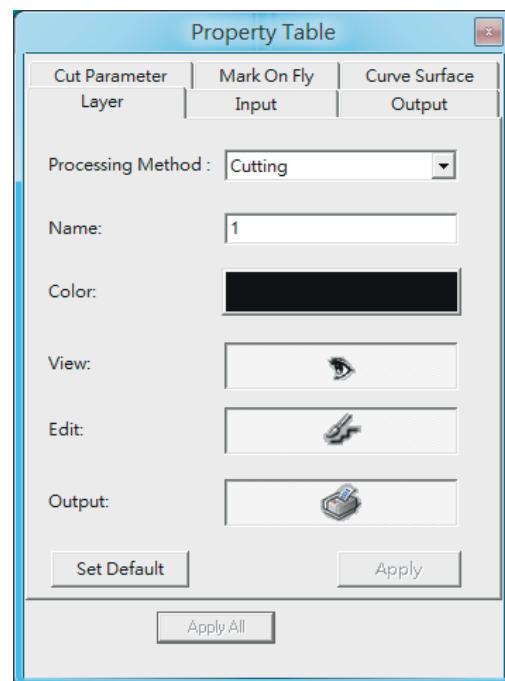 Property Table
x
Cut Parameter Mark On Fly Curve Surface
Layer Input Output
Processing Method : Cutting
Name: 1
Color:
View:
Edit:
Output:
Set Default Apply
Apply All